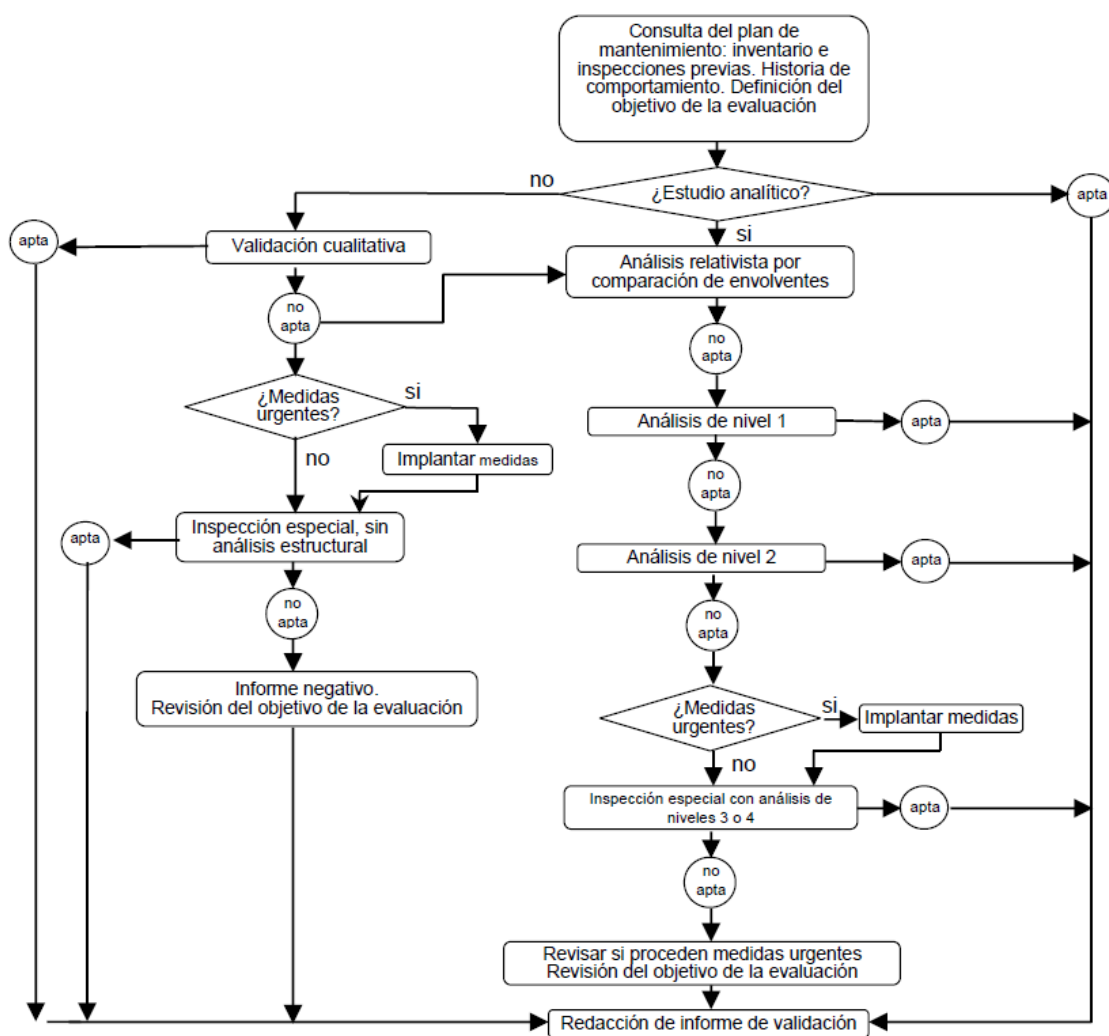 Consulta del plan de
mantenimiento: inventario e
inspecciones previas. Historia de
comportamiento. Definición del
objetivo de la evaluación
no
¿Estudio analítico?
apta
si
apta
Validación cualitativa
Análisis relativista por
comparación de envolventes
no
apta
no
apta
¿Medidas
urgentes?
si
Análisis de nivel 1
apta
no
Implantar medidas
no
apta
Inspección especial, sin
análisis estructural
apta
Análisis de nivel 2
apta
no
apta
no
apta
Informe negativo.
Revisión del objetivo de la evaluación
¿Medidas
urgentes?
si
Implantar medidas
no
Inspección especial con análisis de
niveles 3 o 4
apta
no
apta
Revisar si proceden medidas urgentes
Revisión del objetivo de la evaluación
Redacción de informe de validación